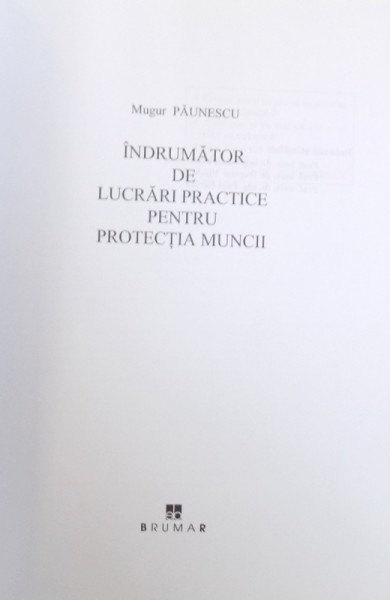 Mugur PĂUNESCU
ÎNDRUMĂTOR
DE
LUCRĂRI PRACTICE
PENTRU
PROTECȚIA MUNCII
BRUMAR